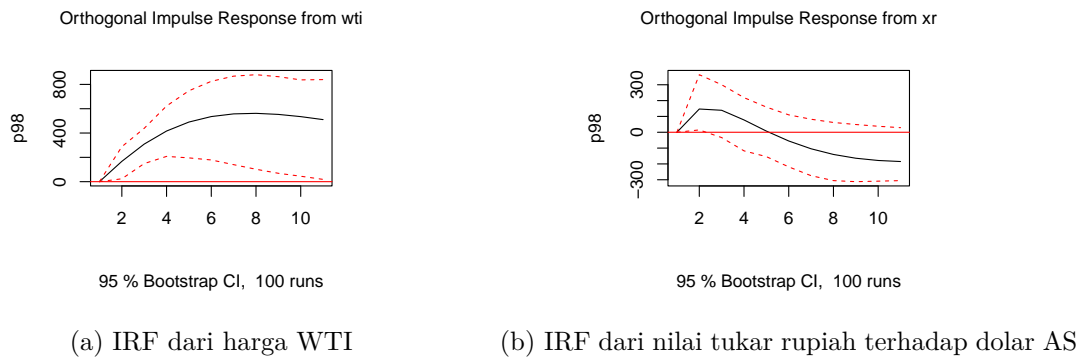 Orthogonal Impulse Response from wti
p98
0
400
800
2
4
6
8
10
95 % Bootstrap CI,  100 runs
(a) IRF dari harga WTI
Orthogonal Impulse Response from xr
p98
−300
0
300
2
4
6
8
10
95 % Bootstrap CI,  100 runs
(b) IRF dari nilai tukar rupiah terhadap dolar AS